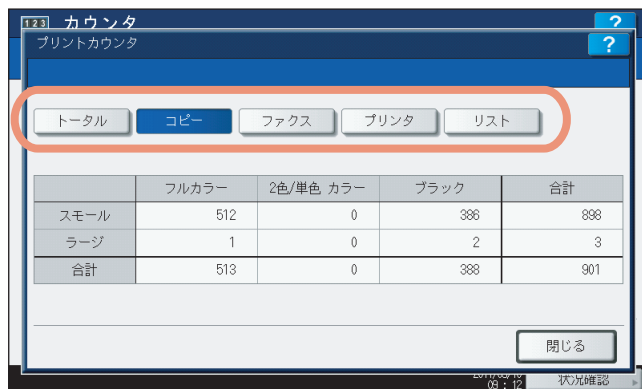 123 カウンタ ?
プリントカウンタ ?
トータル コピー ファクス プリンタ リスト
フルカラー 2色/単色 カラー ブラック 合計
スモール 512 0 386 898
ラージ 1 0 2 3
合計 513 0 388 901
閉じる
09 : 12 状況確認